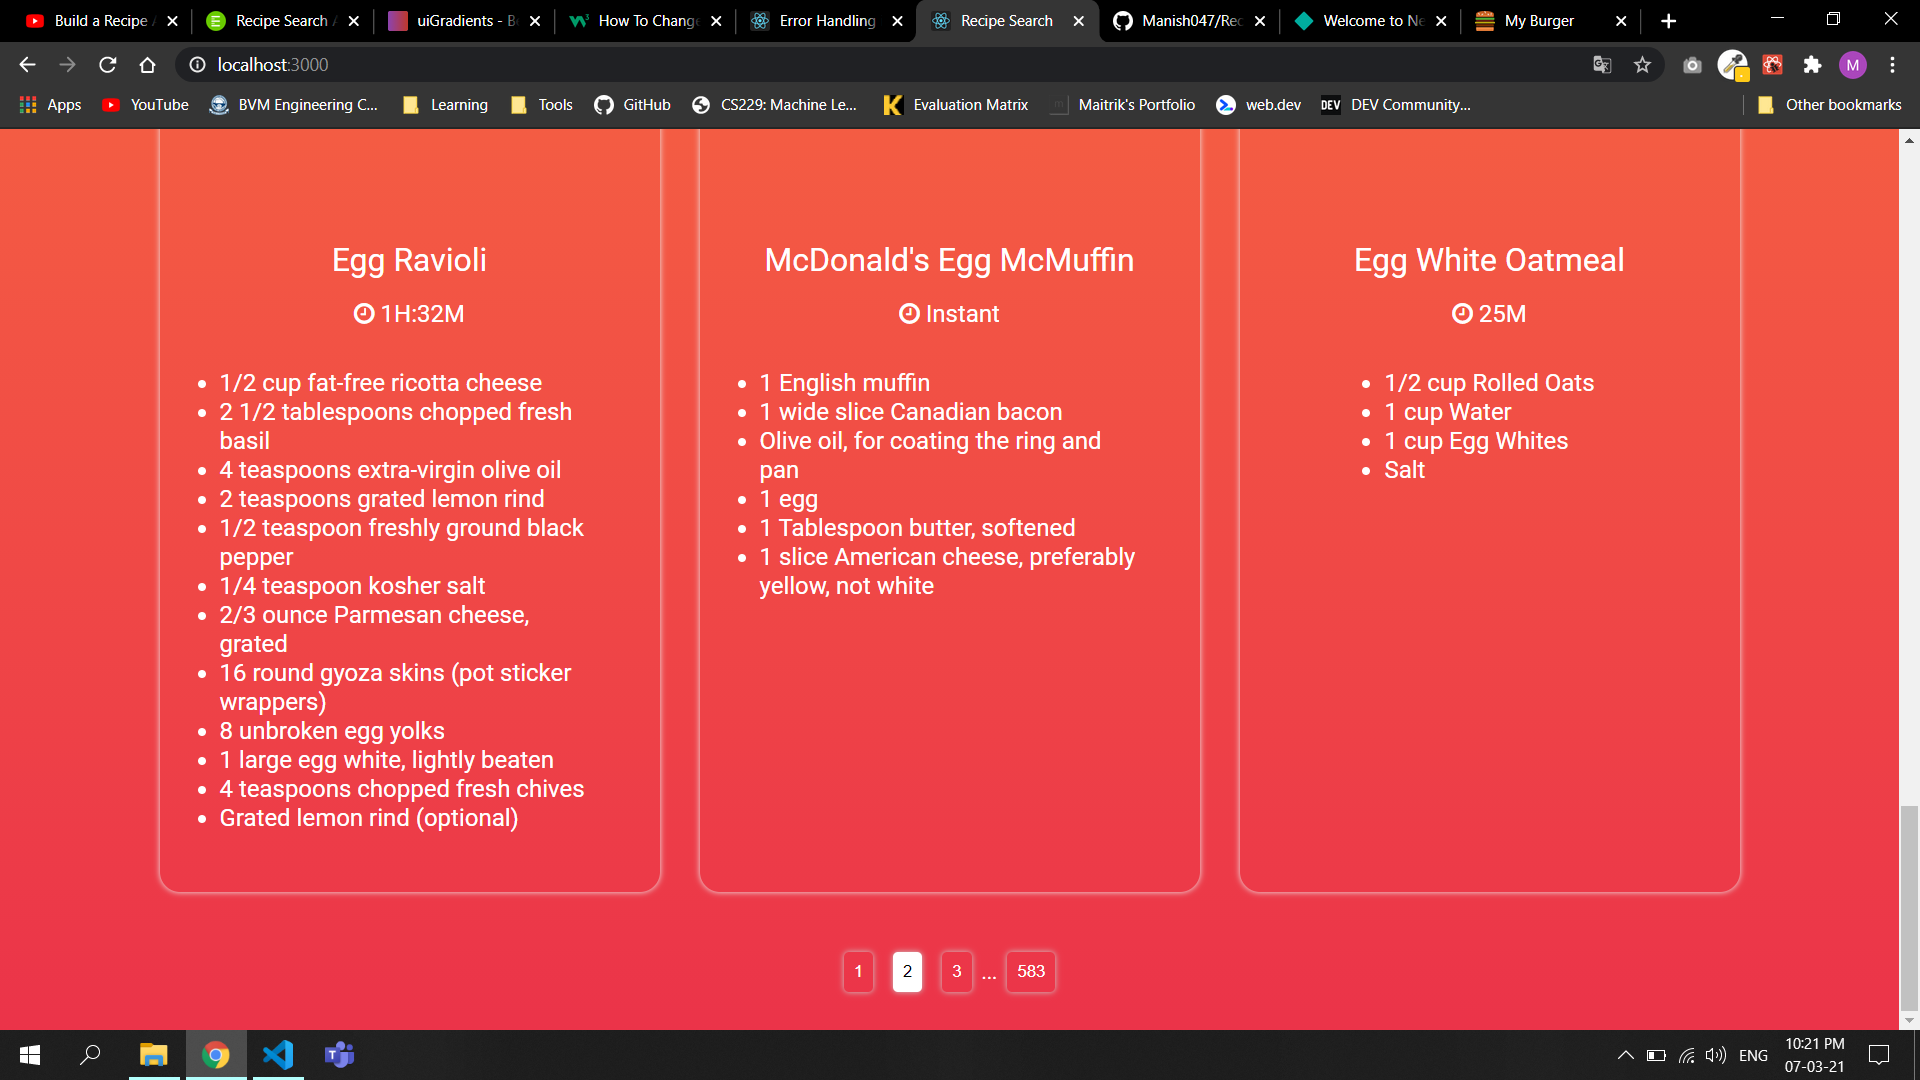 Build a Recipe
Recipe Search
uiGradients - B
How To Change
Error Handling
Recipe Search
Manish047/Rec
Welcome to Ne
My Burger
localhost:3000
M
Apps
YouTube
BVM Engineering C...
Learning
Tools
GitHub
CS229: Machine Le...
Evaluation Matrix
Maitrik's Portfolio
web.dev
DEV
DEV Community...
Other bookmarks
Egg Ravioli
1H:32M
1/2 cup fat-free ricotta cheese
2 1/2 tablespoons chopped fresh
basil
4 teaspoons extra-virgin olive oil
2 teaspoons grated lemon rind
1/2 teaspoon freshly ground black
pepper
1/4 teaspoon kosher salt
2/3 ounce Parmesan cheese,
grated
16 round gyoza skins (pot sticker
wrappers)
8 unbroken egg yolks
1 large egg white, lightly beaten
4 teaspoons chopped fresh chives
Grated lemon rind (optional)
McDonald's Egg McMuffin
Instant
1 English muffin
1 wide slice Canadian bacon
Olive oil, for coating the ring and
pan
1 egg
1 Tablespoon butter, softened
1 slice American cheese, preferably
yellow, not white
Egg White Oatmeal
25M
1/2 cup Rolled Oats
1 cup Water
1 cup Egg Whites
Salt
1 2 3 ... 583
ENG
10:21 PM
07-03-21